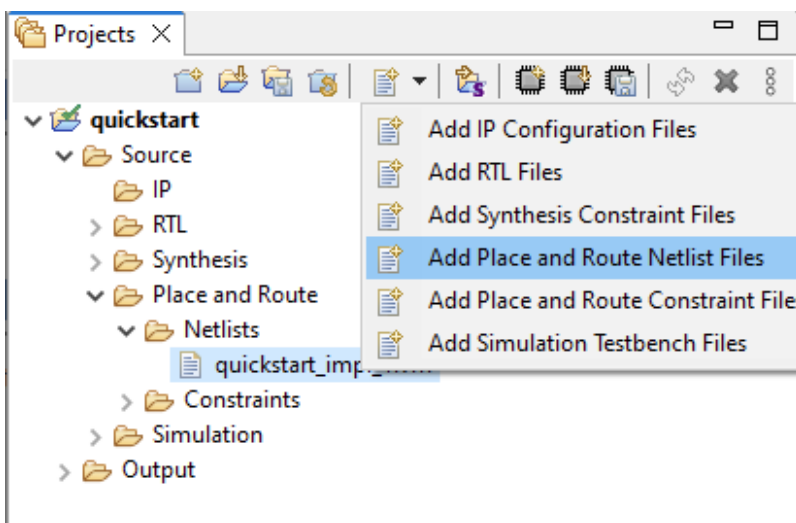 Projects
quickstart
Add IP Configuration Files
Source
Add RTL Files
IP
Add Synthesis Constraint Files
RTL
Add Place and Route Netlist Files
Synthesis
Add Place and Route Constraint File
Place and Route
Add Simulation Testbench Files
Netlists
quickstart_imp
Constraints
Simulation
Output